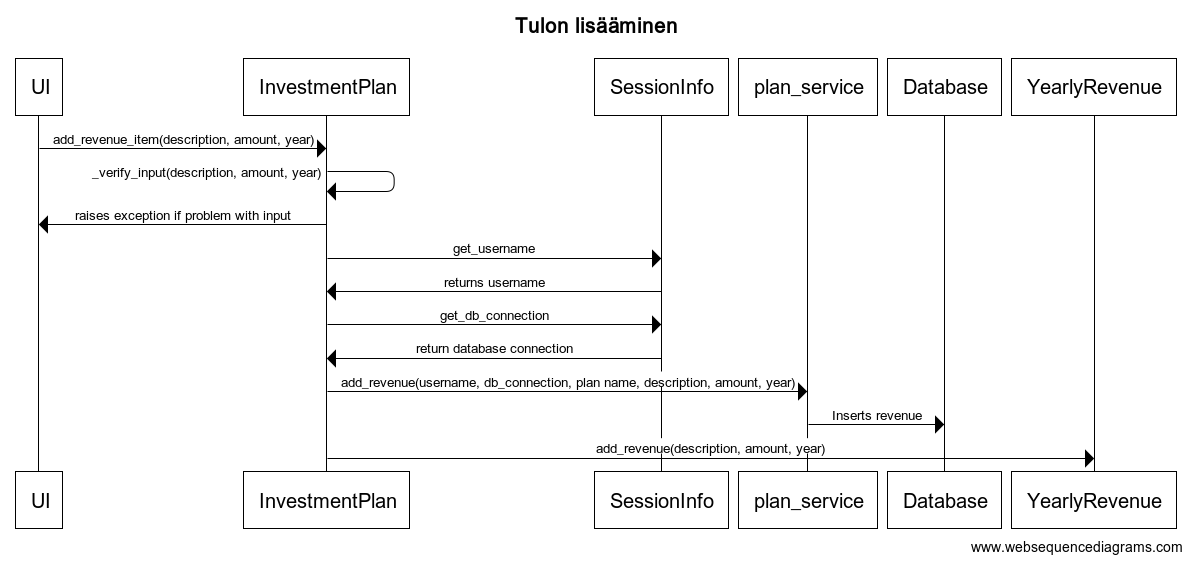 Tulon lisääminen
UI InvestmentPlan SessionInfo plan_service Database YearlyRevenue
add_revenue_item(description, amount, year)
_verify_input(description, amount, year)
raises exception if problem with input
get_username
returns username
get_db_connection
return database connection
add_revenue(username, db_connection, plan name, description, amount, year)
Inserts revenue
add_revenue(description, amount, year)
UI InvestmentPlan SessionInfo plan_service Database YearlyRevenue
www.websequencediagrams.com